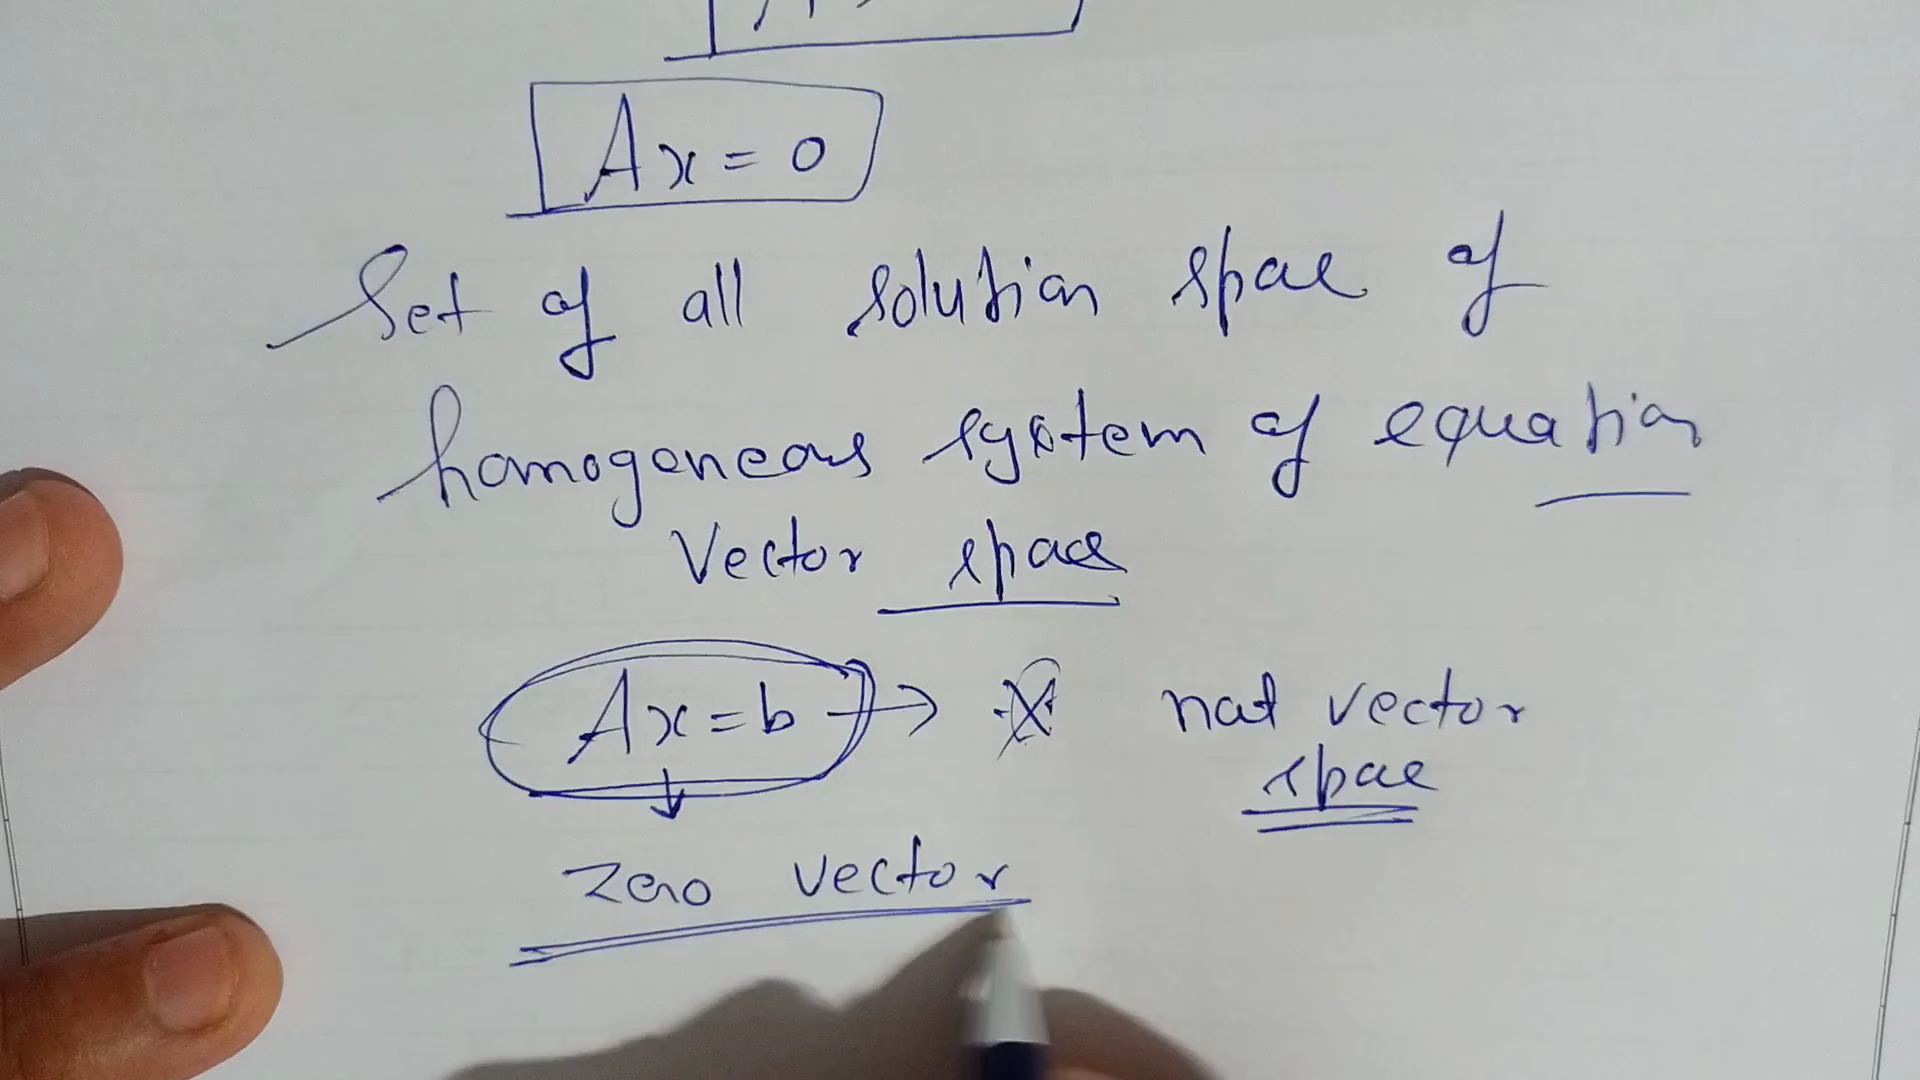 Ax = 0
Set of all solution space of
homogeneous system of equation
Vector space
Ax = b → X not vector
space
Zero vector